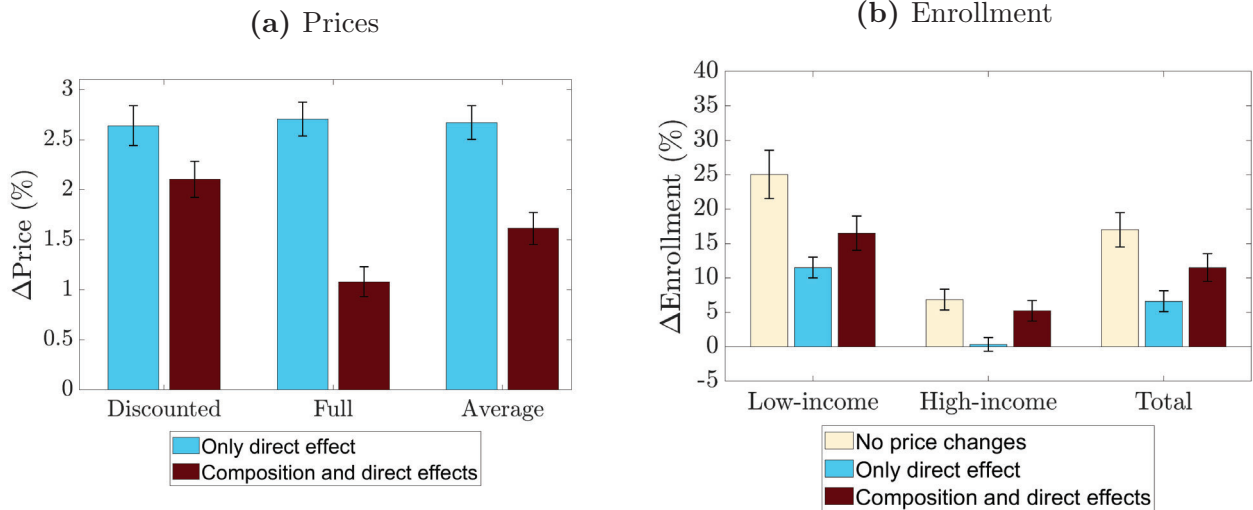 (a) Prices
ΔPrice (%)
3
2.5
2
1.5
1
0.5
0
Discounted Full Average
Only direct effect
Composition and direct effects
(b) Enrollment
ΔEnrollment (%)
40
35
30
25
20
15
10
5
0
-5
Low-income High-income Total
No price changes
Only direct effect
Composition and direct effects